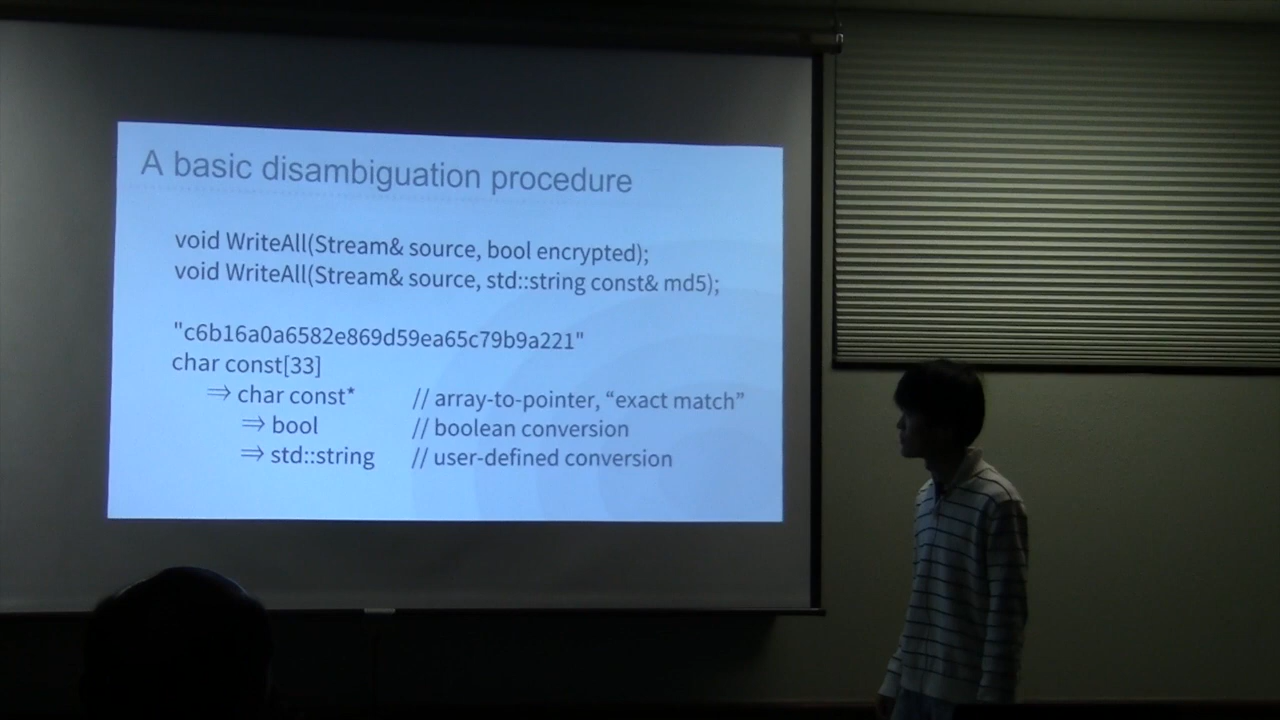 A basic disambiguation procedure
void WriteAll(Stream& source, bool encrypted);
void WriteAll(Stream& source, std::string const& md5);
"c6b16a0a6582e869d59ea65c79b9a221"
char const[33]
⇒ char const* // array-to-pointer, “exact match”
⇒ bool // boolean conversion
⇒ std::string // user-defined conversion